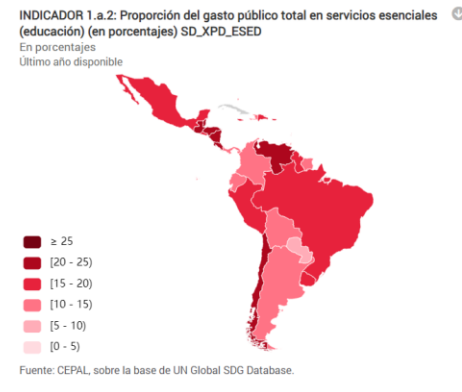 INDICADOR 1.a.2: Proporción del gasto público total en servicios esenciales
(educación) (en porcentajes) SD_XPD_ESED
En porcentajes
Último año disponible
≥ 25
[20 - 25)
[15 - 20)
[10 - 15)
[5 - 10)
[0 - 5)
Fuente: CEPAL, sobre la base de UN Global SDG Database.